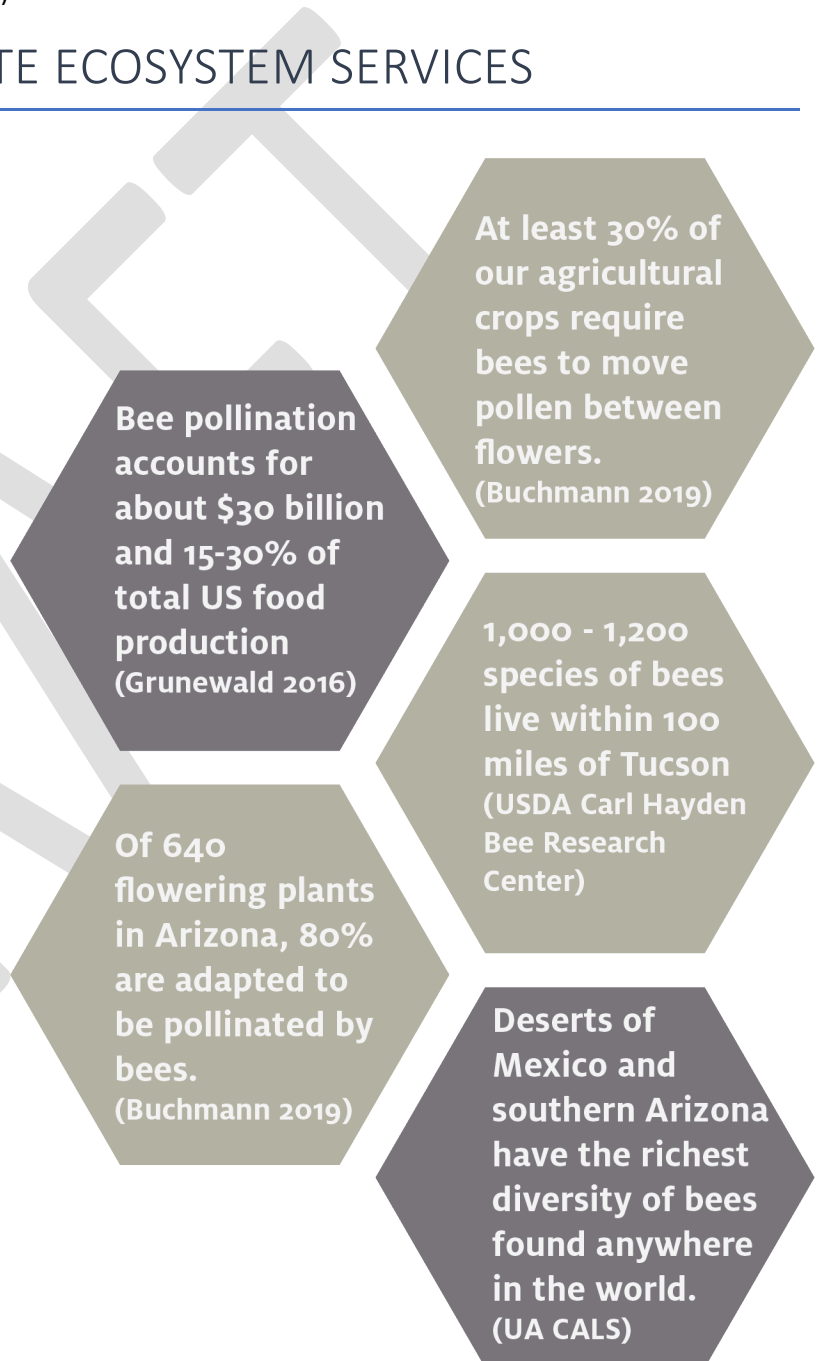 TE ECOSYSTEM SERVICES
At least 30% of
our agricultural
crops require
bees to move
pollen between
flowers.
(Buchmann 2019)
Bee pollination
accounts for
about $30 billion
and 15-30% of
total US food
production
(Grunewald 2016)
1,000 - 1,200
species of bees
live within 100
miles of Tucson
(USDA Carl Hayden
Bee Research
Center)
Of 640
flowering plants
in Arizona, 80%
are adapted to
be pollinated by
bees.
(Buchmann 2019)
Deserts of
Mexico and
southern Arizona
have the richest
diversity of bees
found anywhere
in the world.
(UA CALS)